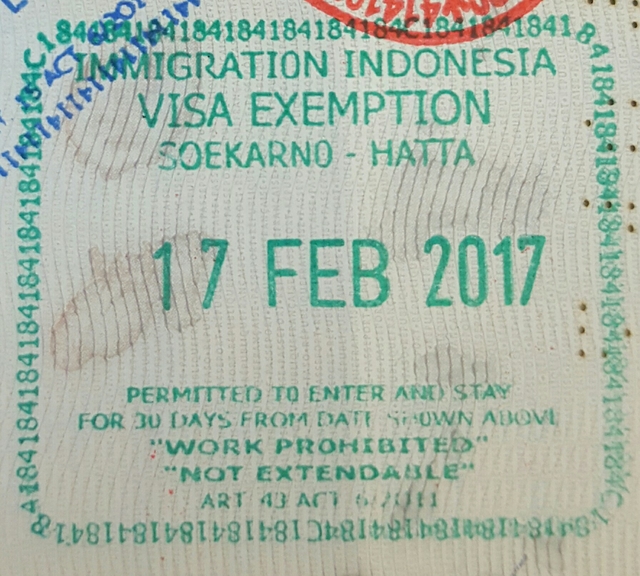 IMMIGRATION INDONESIA
VISA EXEMPTION
SOEKARNO - HATTA
17 FEB 2017
PERMITTED TO ENTER AND STAY
FOR 30 DAYS FROM DATE SHOWN ABOVE
"WORK PROHIBITED"
"NOT EXTENDABLE"
ART 43 ACT 6/2011